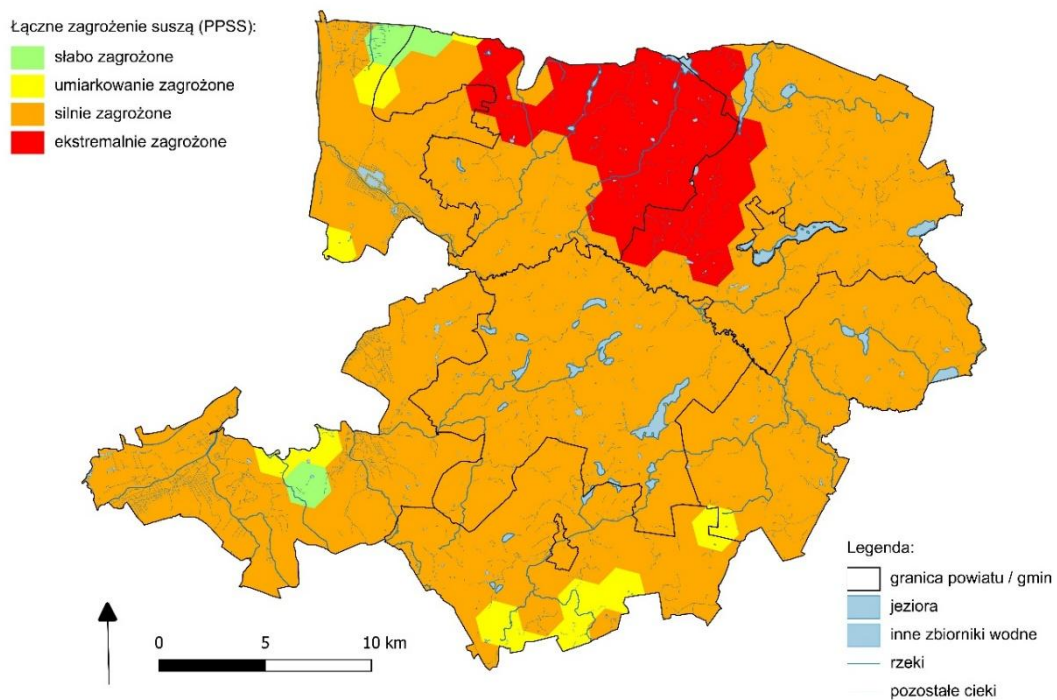 Łączne zagrożenie suszą (PPSS):
słabo zagrożone
umiarkowanie zagrożone
silnie zagrożone
ekstremalnie zagrożone
0 5 10 km
Legenda:
granica powiatu / gmin
jeziora
inne zbiorniki wodne
rzeki
pozostałe cieki